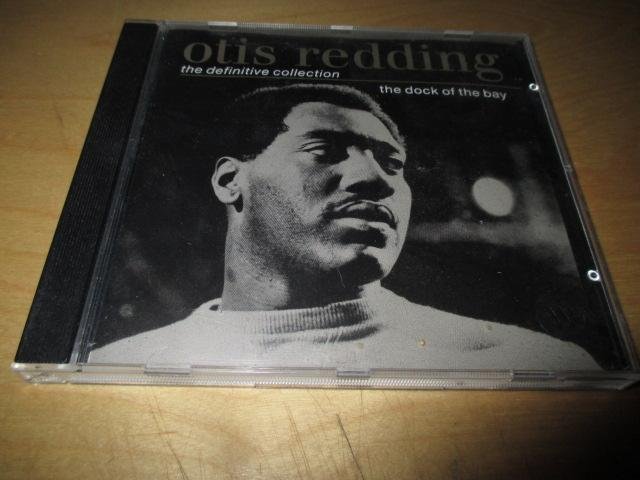 otis redding
the definitive collection
the dock of the bay